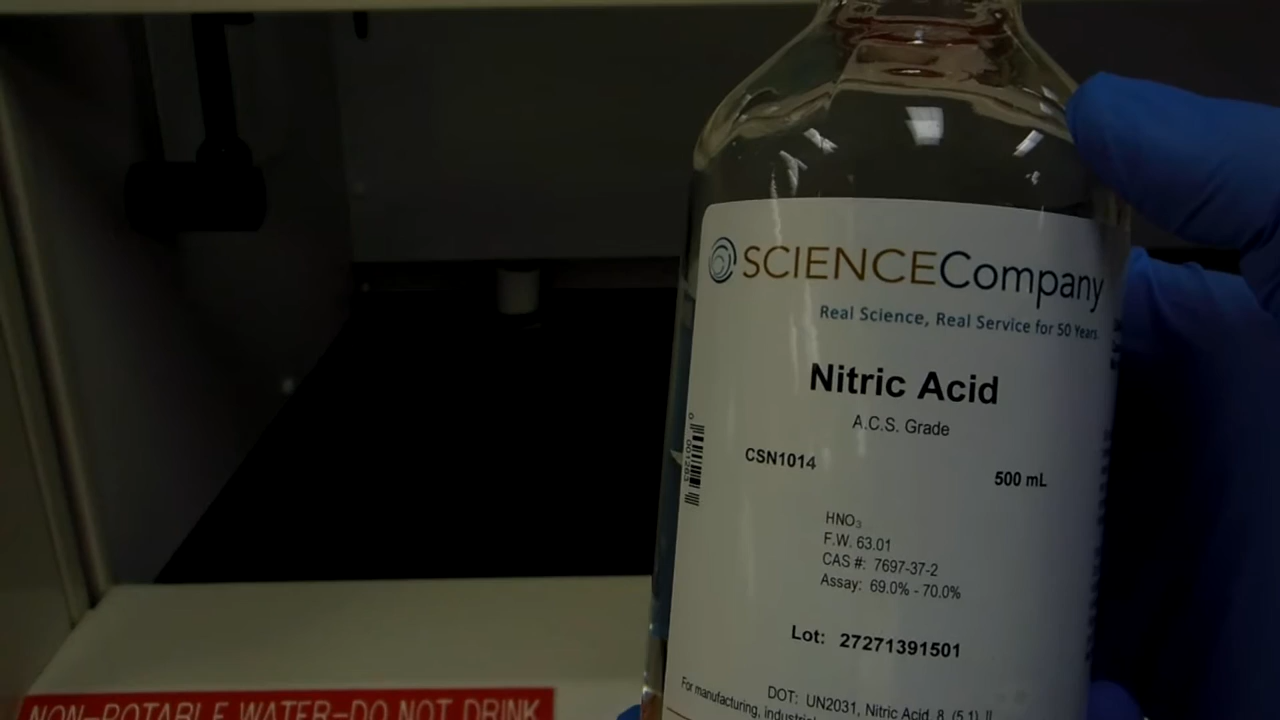 SCIENCECompany
Real Science, Real Service for 50 Years.
Nitric Acid
A.C.S. Grade
CSN1014
500 mL
HNO₃
F.W. 63.01
CAS #: 7697-37-2
Assay: 69.0% - 70.0%
Lot: 27271391501
DOT: UN2031, Nitric Acid, 8, (5.1), II
For manufacturing,
NON-POTABLE WATER-DO NOT DRINK